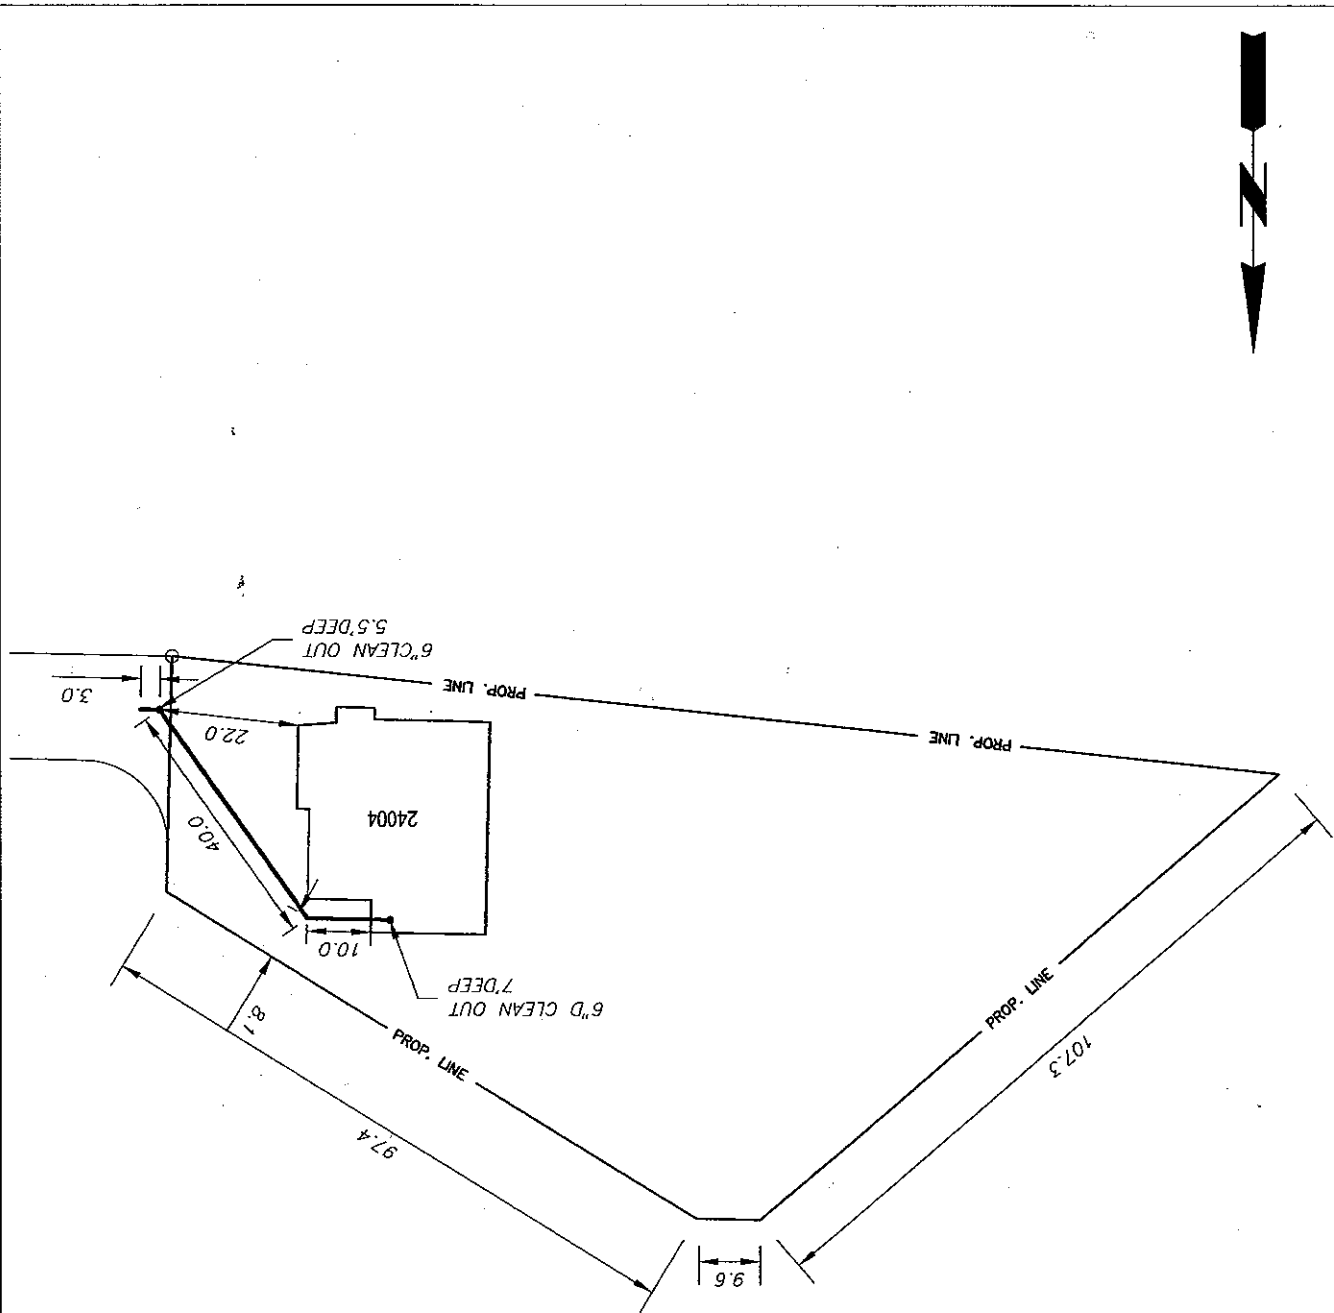 9.6
97.4
107.3
PROP. LINE
PROP. LINE
8.1
6"D CLEAN OUT
7'DEEP
10.0
40.0
24004
22.0
3.0
PROP. LINE
PROP. LINE
6"CLEAN OUT
5.5'DEEP
N